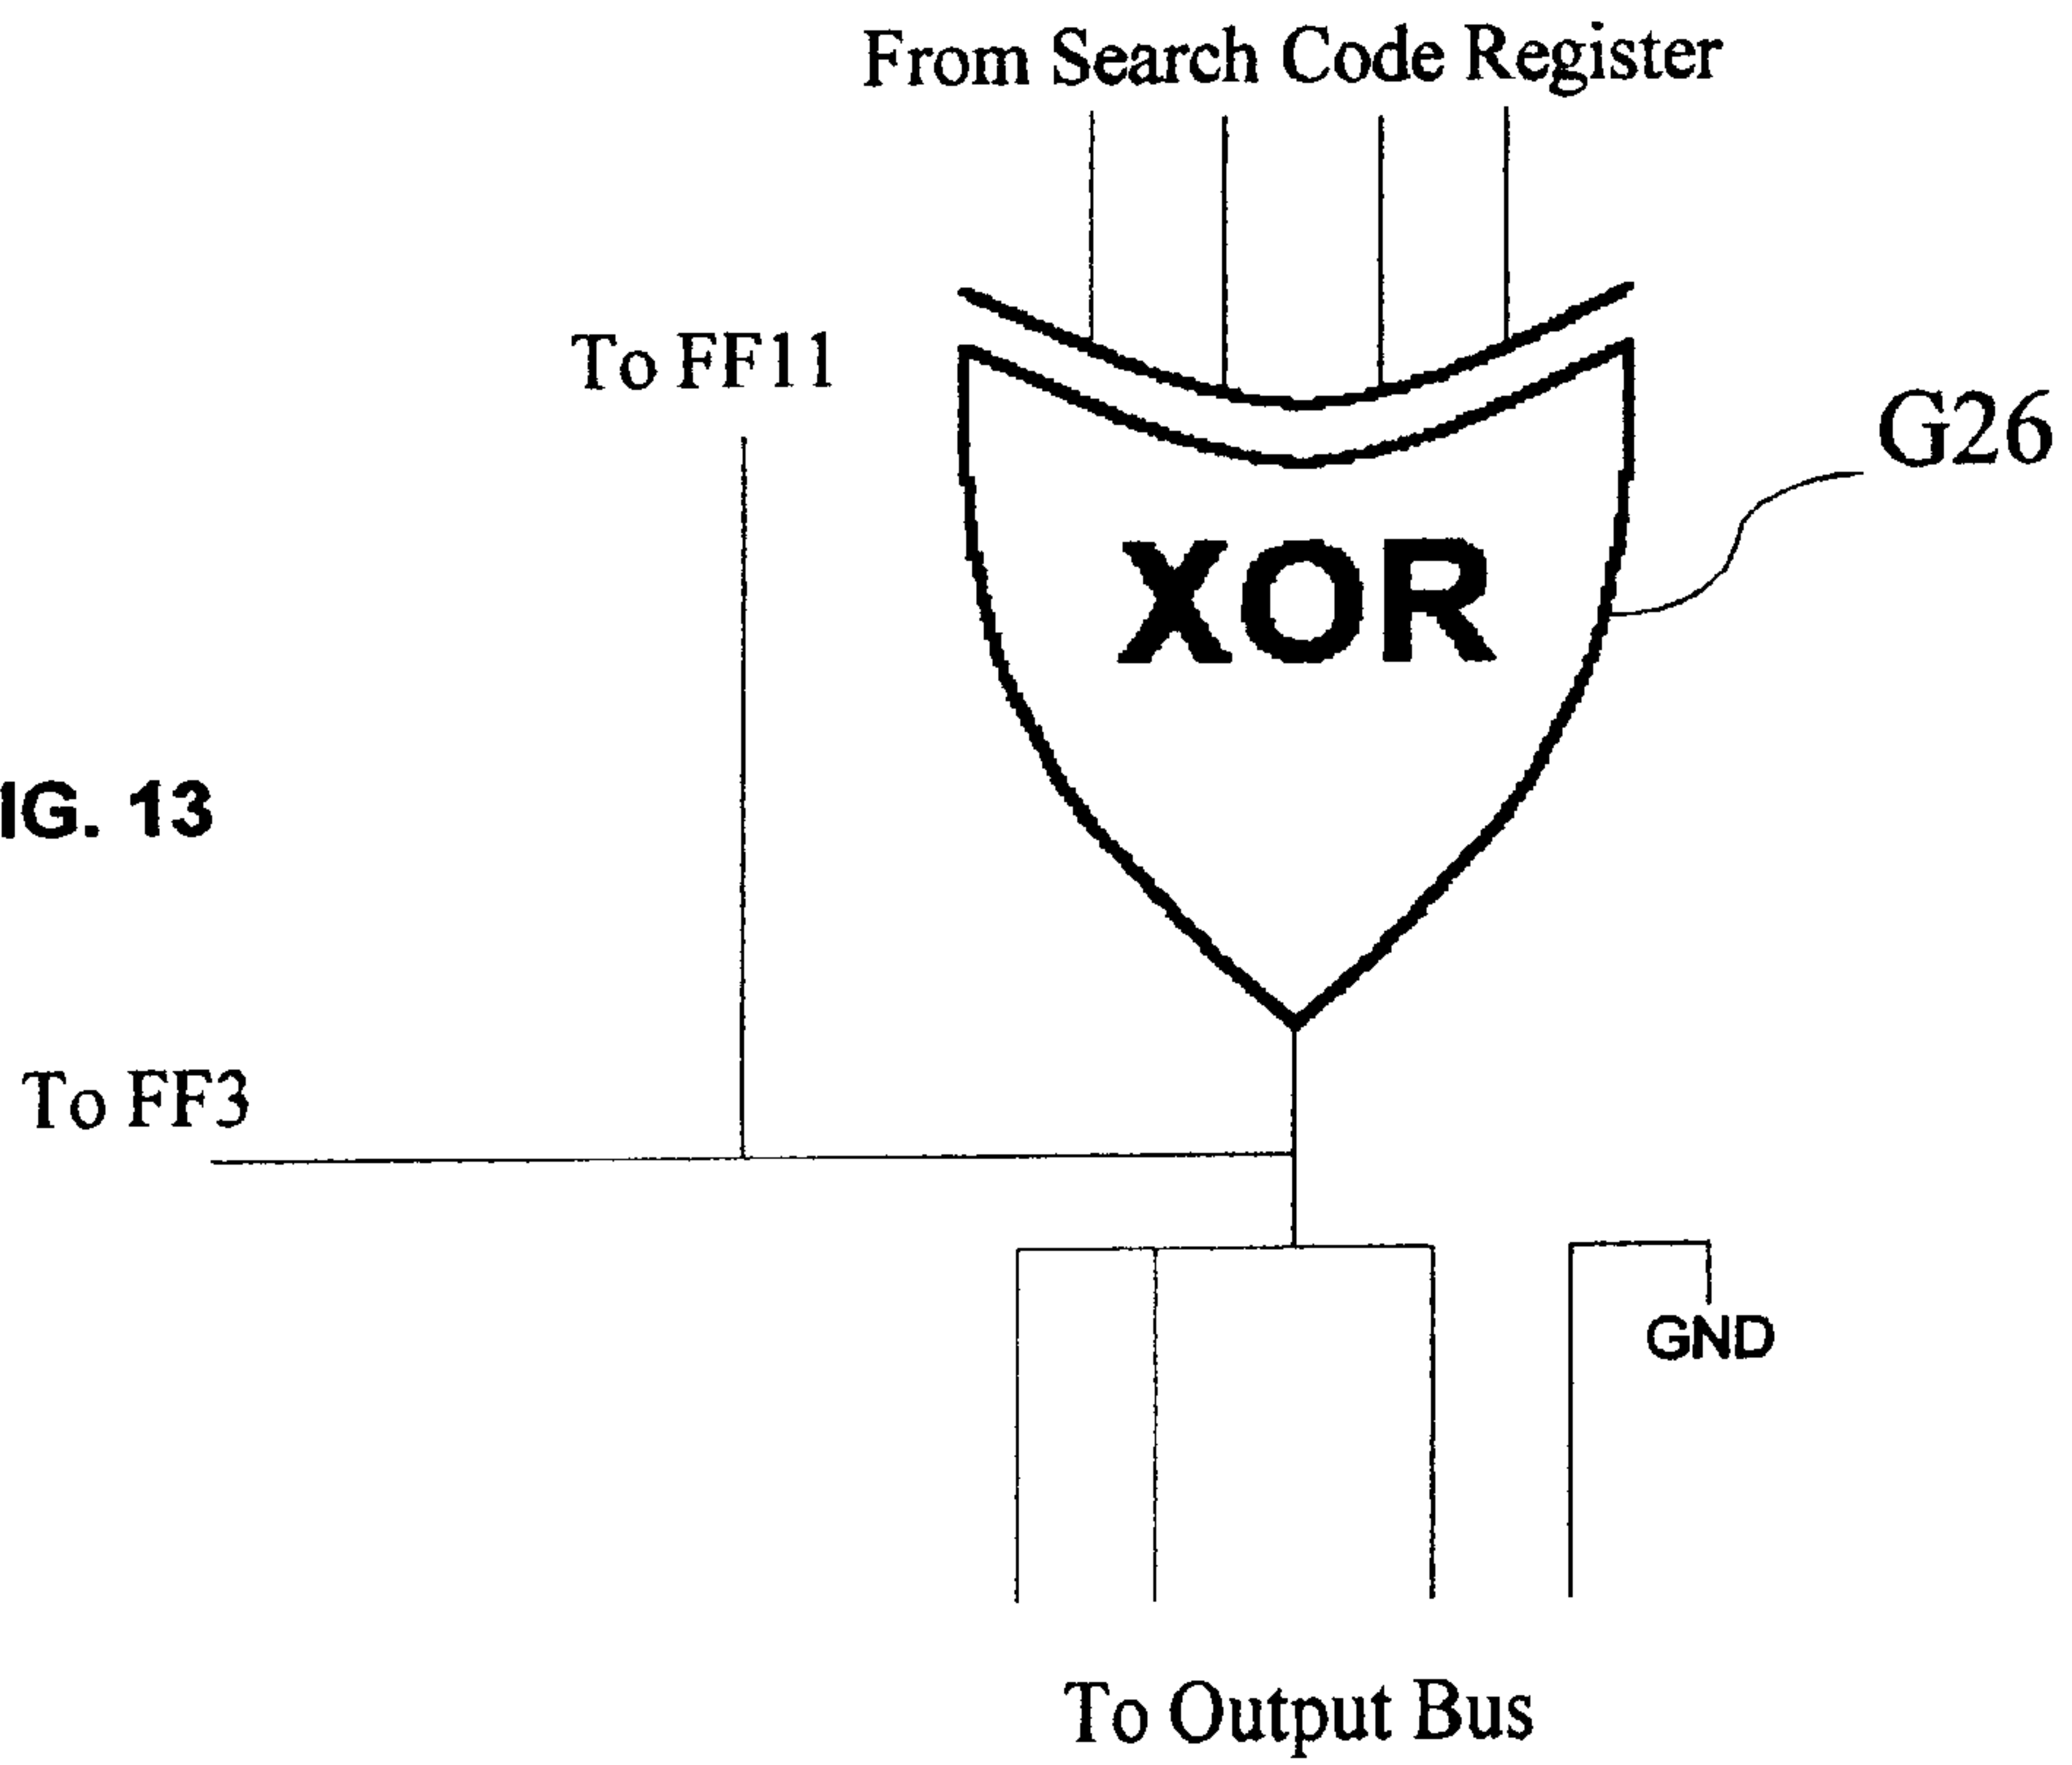 From Search Code Register
To FF11
G26
XOR
IG. 13
To FF3
GND
To Output Bus